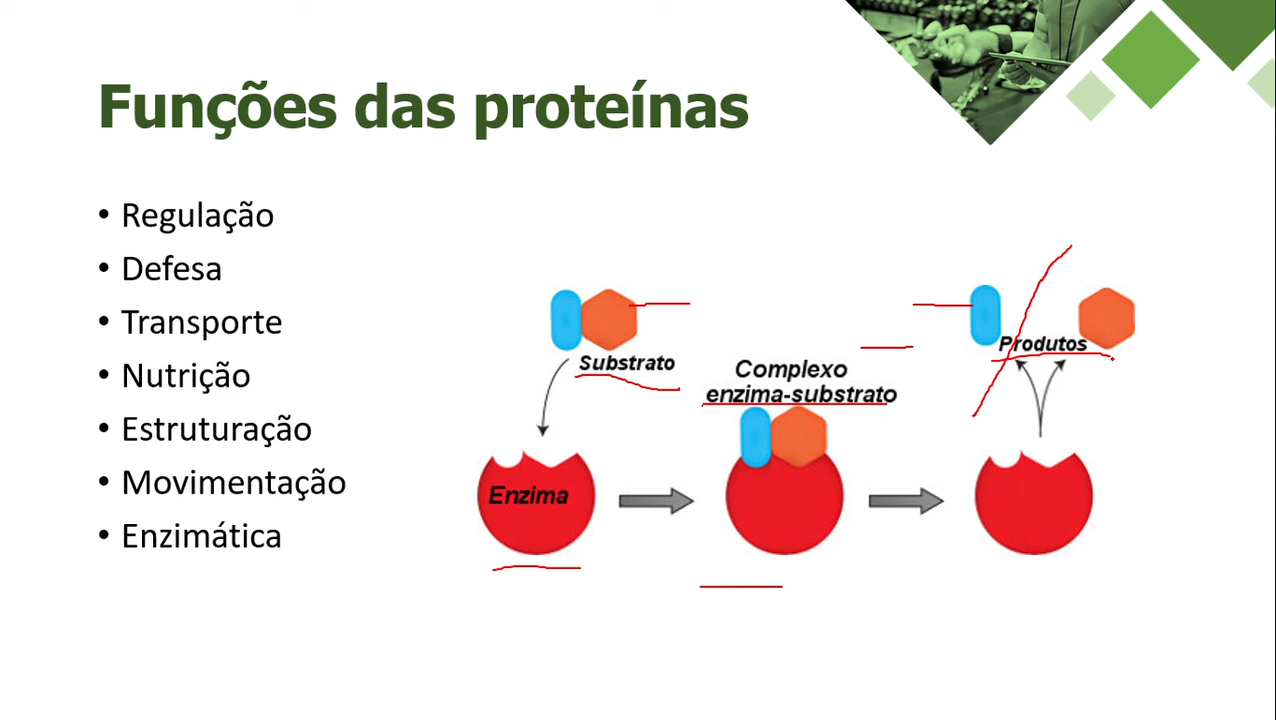 Funções das proteínas
• Regulação
• Defesa
• Transporte
• Nutrição
• Estruturação
• Movimentação
• Enzimática
Substrato
Enzima
Complexo
enzima-substrato
Produtos